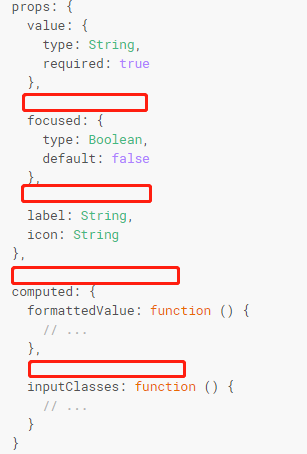 props: {
  value: {
    type: String,
    required: true
  },
  focused: {
    type: Boolean,
    default: false
  },
  label: String,
  icon: String
},
computed: {
  formattedValue: function () {
    // ...
  },
  inputClasses: function () {
    // ...
  }
}